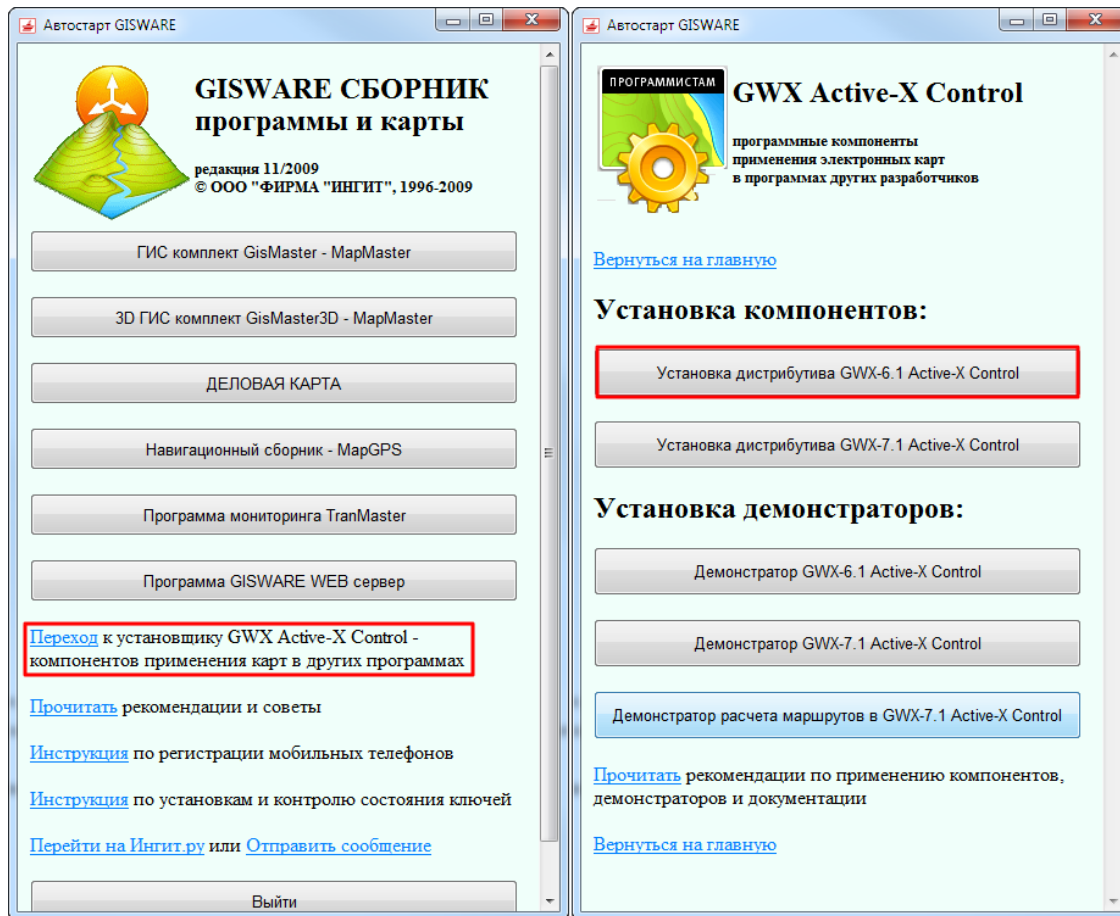 Автостарт GISWARE
GISWARE СБОРНИК
программы и карты
редакция 11/2009
© ООО "ФИРМА "ИНГИТ", 1996-2009
ГИС комплект GisMaster - MapMaster
3D ГИС комплект GisMaster3D - MapMaster
ДЕЛОВАЯ КАРТА
Навигационный сборник - MapGPS
Программа мониторинга TranMaster
Программа GISWARE WEB сервер
Переход к установщику GWX Active-X Control -
компонентов применения карт в других программах
Прочитать рекомендации и советы
Инструкция по регистрации мобильных телефонов
Инструкция по установкам и контролю состояния ключей
Перейти на Ингит.ру или Отправить сообщение
Выйти
Автостарт GISWARE
ПРОГРАММИСТАМ
GWX Active-X Control
программные компоненты
применения электронных карт
в программах других разработчиков
Вернуться на главную
Установка компонентов:
Установка дистрибутива GWX-6.1 Active-X Control
Установка дистрибутива GWX-7.1 Active-X Control
Установка демонстраторов:
Демонстратор GWX-6.1 Active-X Control
Демонстратор GWX-7.1 Active-X Control
Демонстратор расчета маршрутов в GWX-7.1 Active-X Control
Прочитать рекомендации по применению компонентов,
демонстраторов и документации
Вернуться на главную